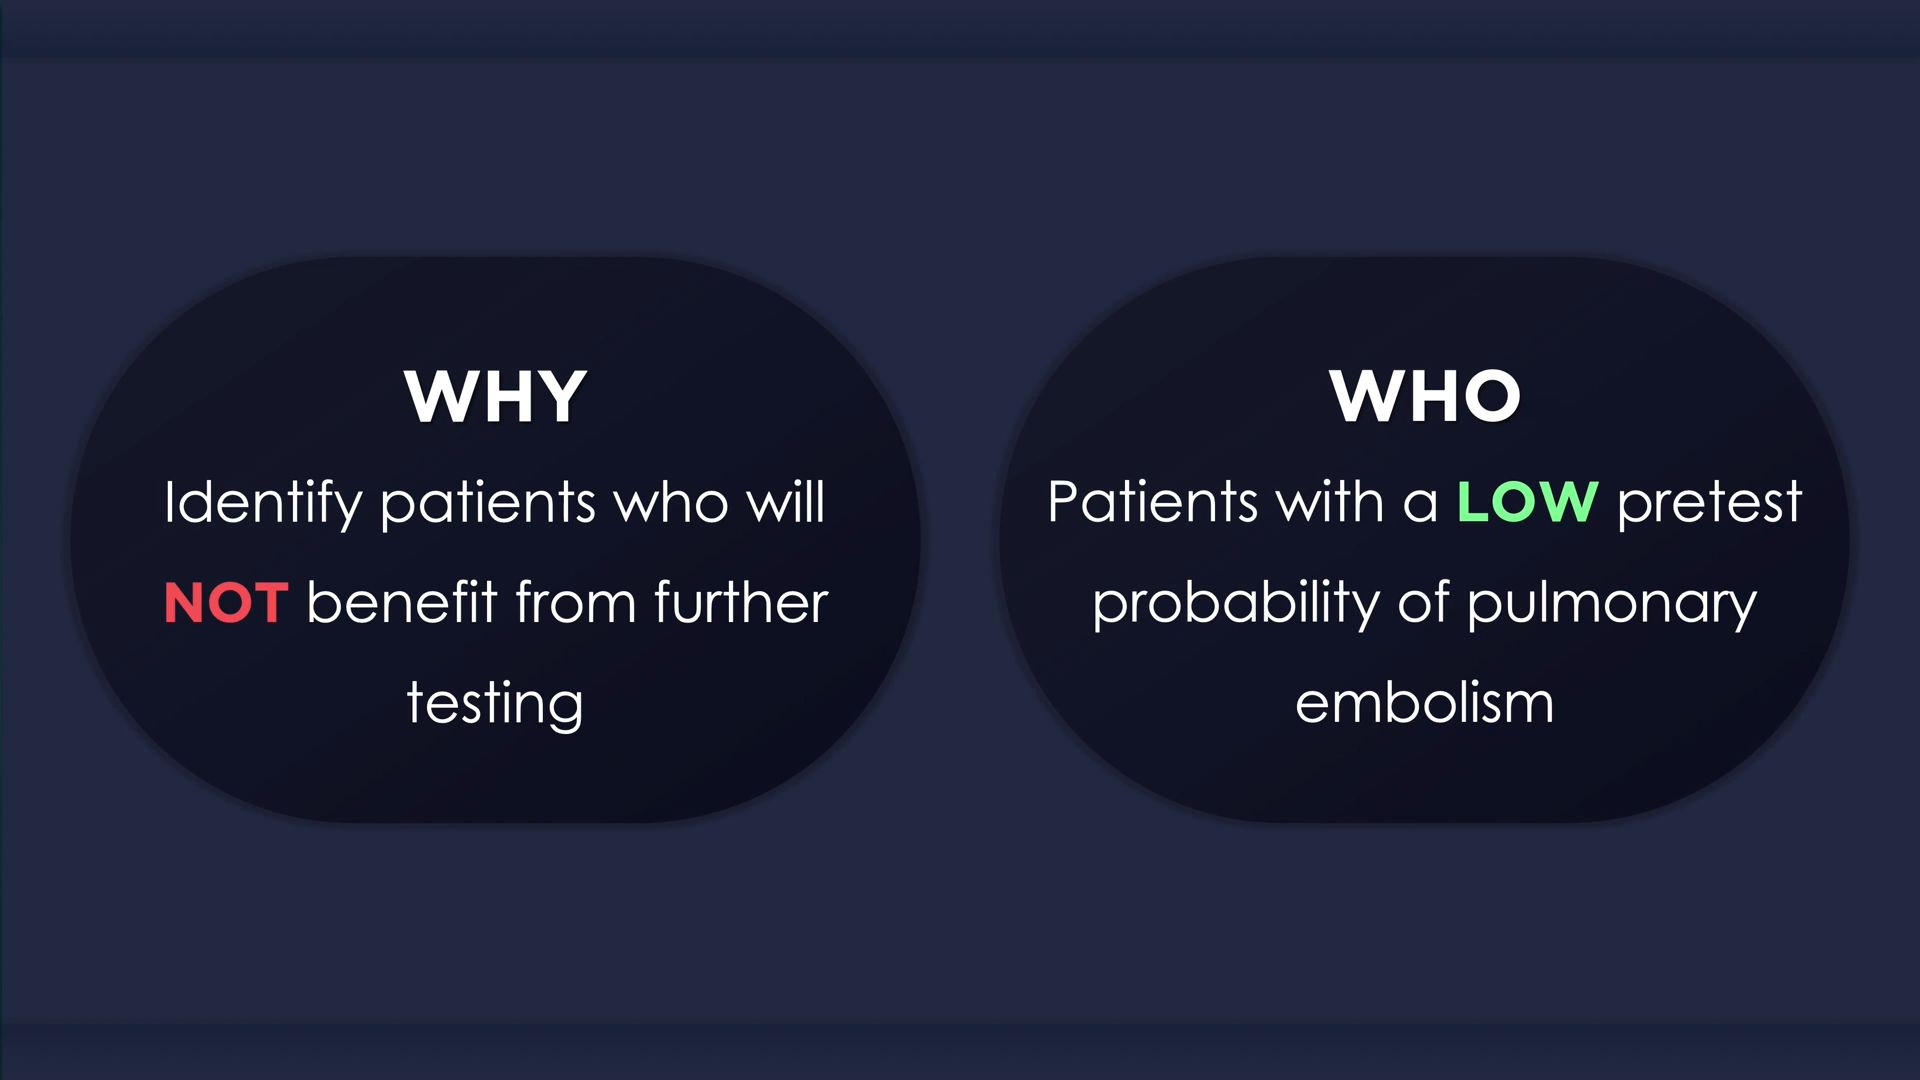 WHY
Identify patients who will
NOT benefit from further
testing
WHO
Patients with a LOW pretest
probability of pulmonary
embolism